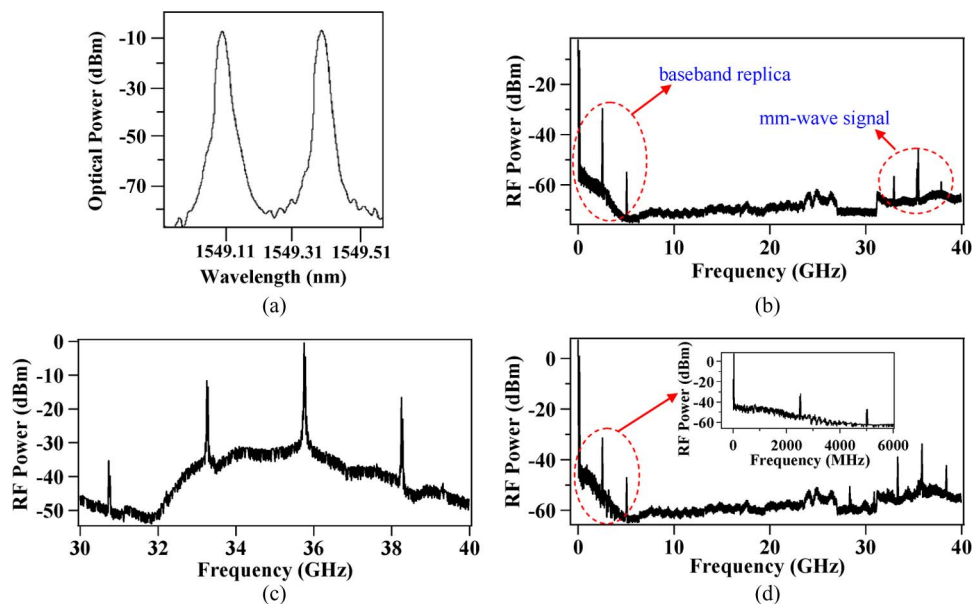 -10
-30
-50
-70
Optical Power (dBm)
1549.11 1549.31 1549.51
Wavelength (nm)
(a)
-20
-40
-60
RF Power (dBm)
baseband replica
mm-wave signal
0 10 20 30 40
Frequency (GHz)
(b)
0
-10
-20
-30
-40
-50
RF Power (dBm)
30 32 34 36 38 40
Frequency (GHz)
(c)
0
-20
-40
-60
RF Power (dBm)
0
-20
-40
-60
RF Power (dBm)
0 2000 4000 6000
Frequency (MHz)
0 10 20 30 40
Frequency (GHz)
(d)